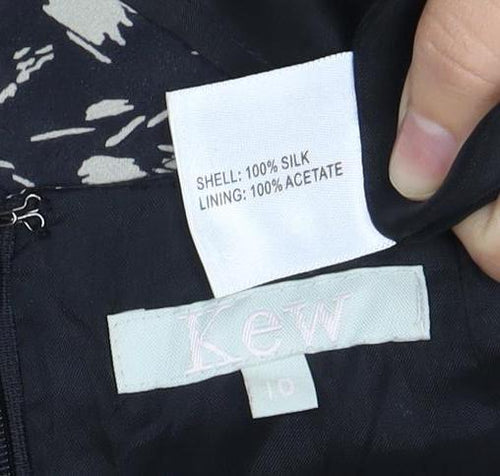 SHELL: 100% SILK
LINING: 100% ACETATE
Kew
10